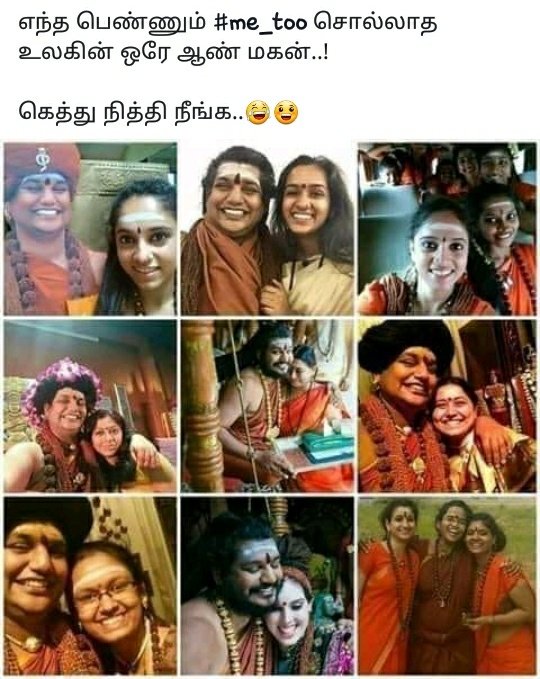 எந்த பெண்ணும் #me_too சொல்லாத
உலகின் ஒரே ஆண் மகன்..!
கெத்து நித்தி நீங்க..😂😀